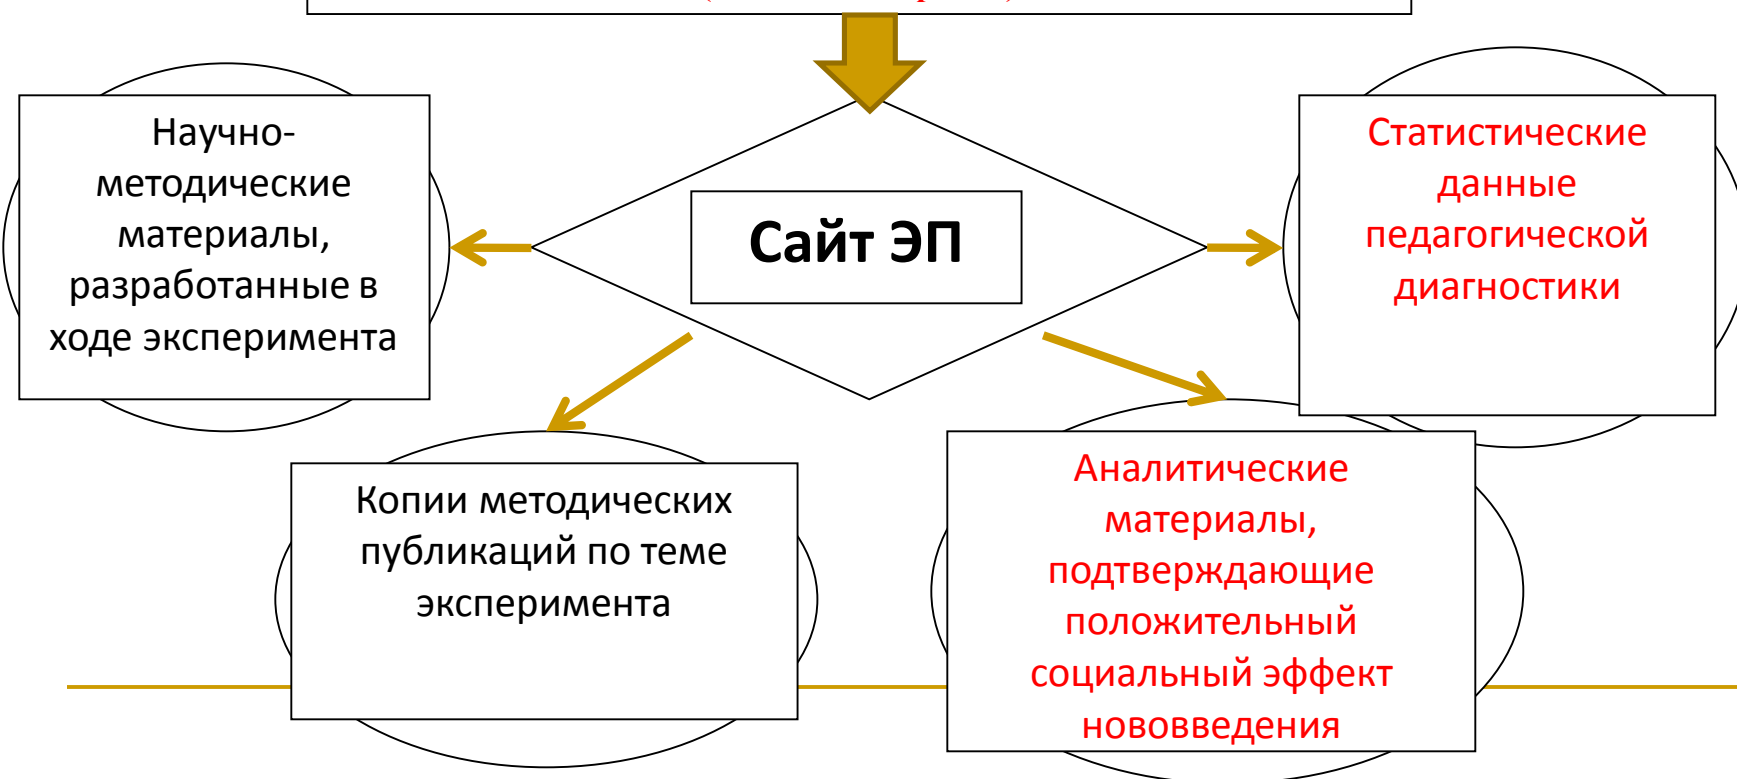 Научно-
методические
материалы,
разработанные в
ходе эксперимента
Сайт ЭП
Статистические
данные
педагогической
диагностики
Копии методических
публикаций по теме
эксперимента
Аналитические
материалы,
подтверждающие
положительный
социальный эффект
нововведения